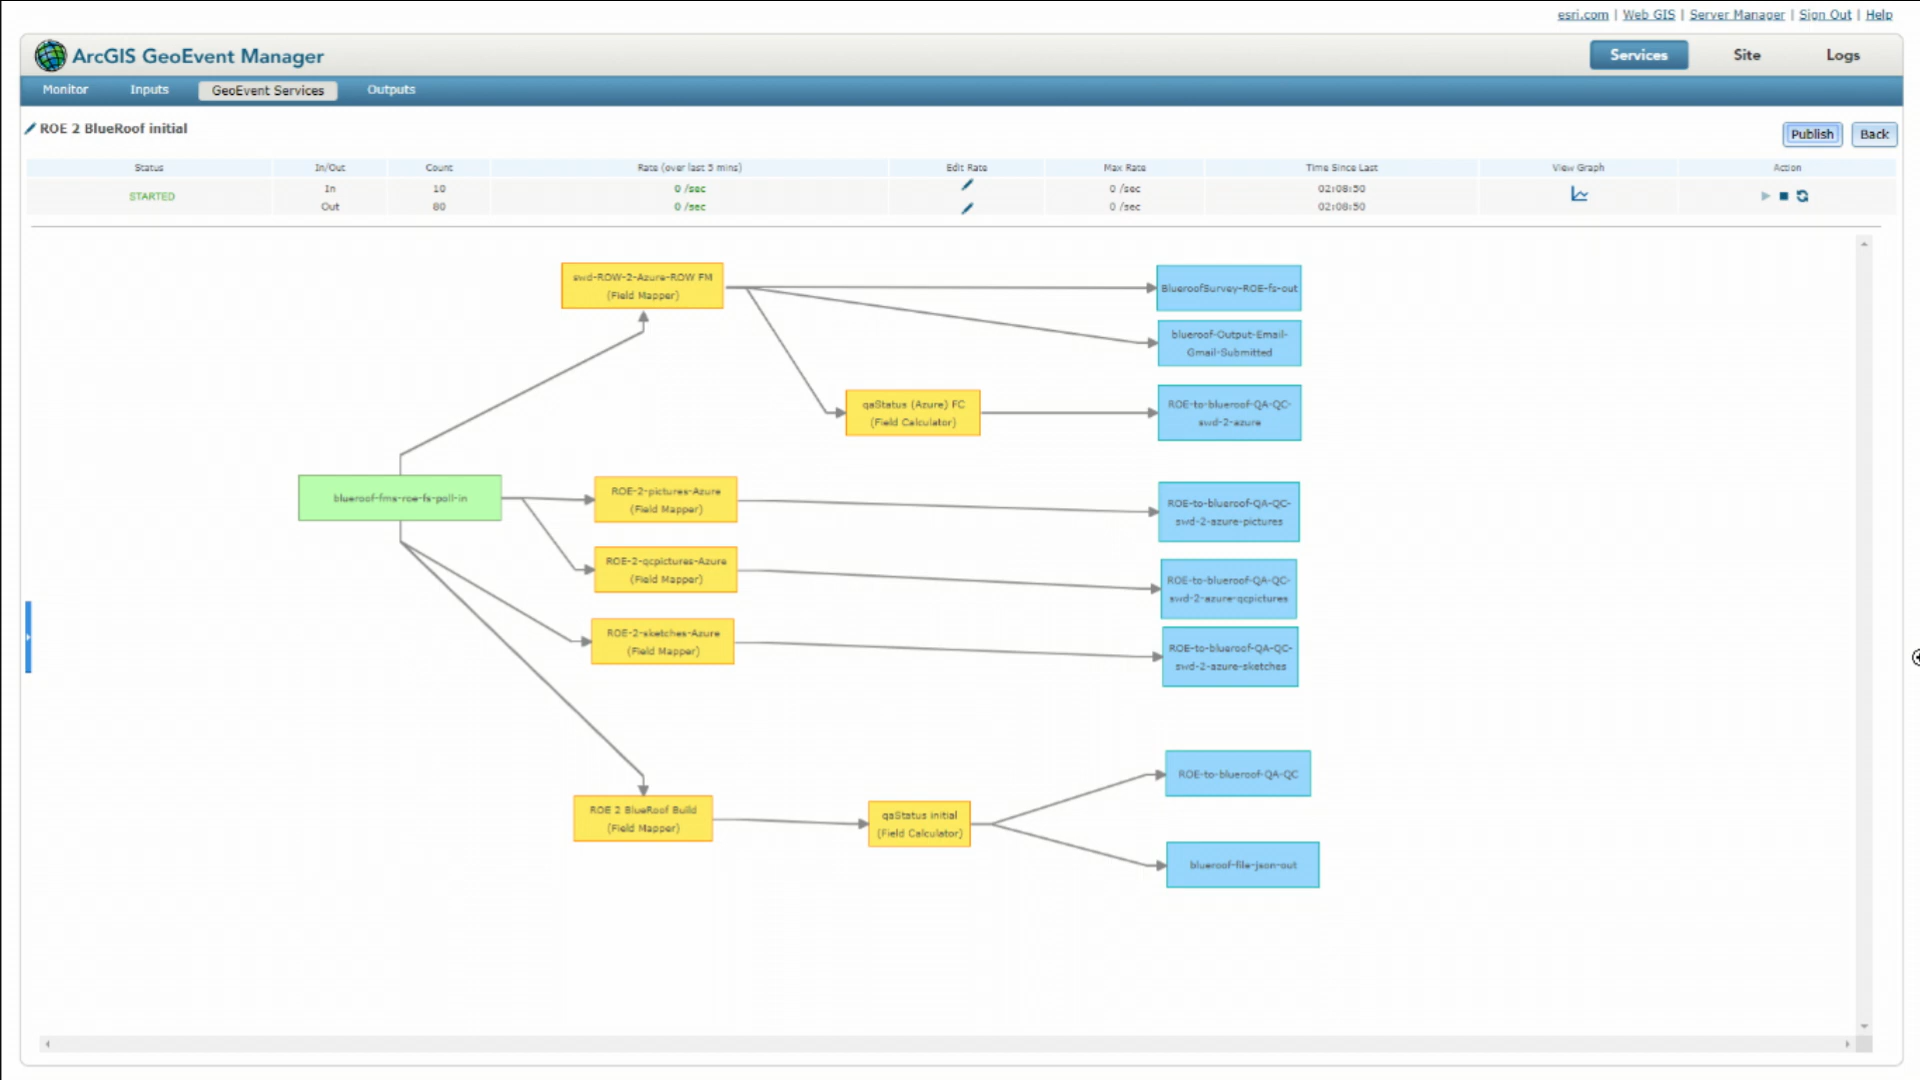 esri.com | Web GIS | Server Manager | Sign Out | Help
ArcGIS GeoEvent Manager
Services Site Logs
Monitor Inputs GeoEvent Services Outputs
ROE 2 BlueRoof initial
Publish Back
Status In/Out Count Rate (over last 5 mins) Edit Rate Max Rate Time Since Last View Graph Action
STARTED
In 10 0 /sec 0 /sec 02:08:50
Out 80 0 /sec 0 /sec 02:08:50
swd-ROW-2-Azure-ROW FM
(Field Mapper)
BlueroofSurvey-ROE-fs-out
blueroof-Output-Email-
Gmail-Submitted
qaStatus (Azure) FC
(Field Calculator)
ROE-to-blueroof-QA-QC-
swd-2-azure
blueroof-fms-roe-fs-poll-in
ROE-2-pictures-Azure
(Field Mapper)
ROE-to-blueroof-QA-QC-
swd-2-azure-pictures
ROE-2-qcpictures-Azure
(Field Mapper)
ROE-to-blueroof-QA-QC-
swd-2-azure-qcpictures
ROE-2-sketches-Azure
(Field Mapper)
ROE-to-blueroof-QA-QC-
swd-2-azure-sketches
ROE 2 BlueRoof Build
(Field Mapper)
qaStatus initial
(Field Calculator)
ROE-to-blueroof-QA-QC
blueroof-file-json-out